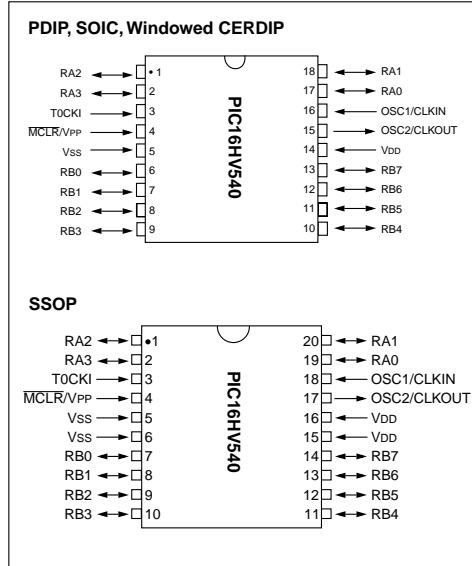 PDIP, SOIC, Windowed CERDIP
RA2 •1 18 RA1
RA3 2 17 RA0
T0CKI 3 16 OSC1/CLKIN
MCLR/VPP 4 15 OSC2/CLKOUT
VSS 5 14 VDD
RB0 6 13 RB7
RB1 7 12 RB6
RB2 8 11 RB5
RB3 9 10 RB4
PIC16HV540
SSOP
RA2 •1 20 RA1
RA3 2 19 RA0
T0CKI 3 18 OSC1/CLKIN
MCLR/VPP 4 17 OSC2/CLKOUT
VSS 5 16 VDD
VSS 6 15 VDD
RB0 7 14 RB7
RB1 8 13 RB6
RB2 9 12 RB5
RB3 10 11 RB4
PIC16HV540